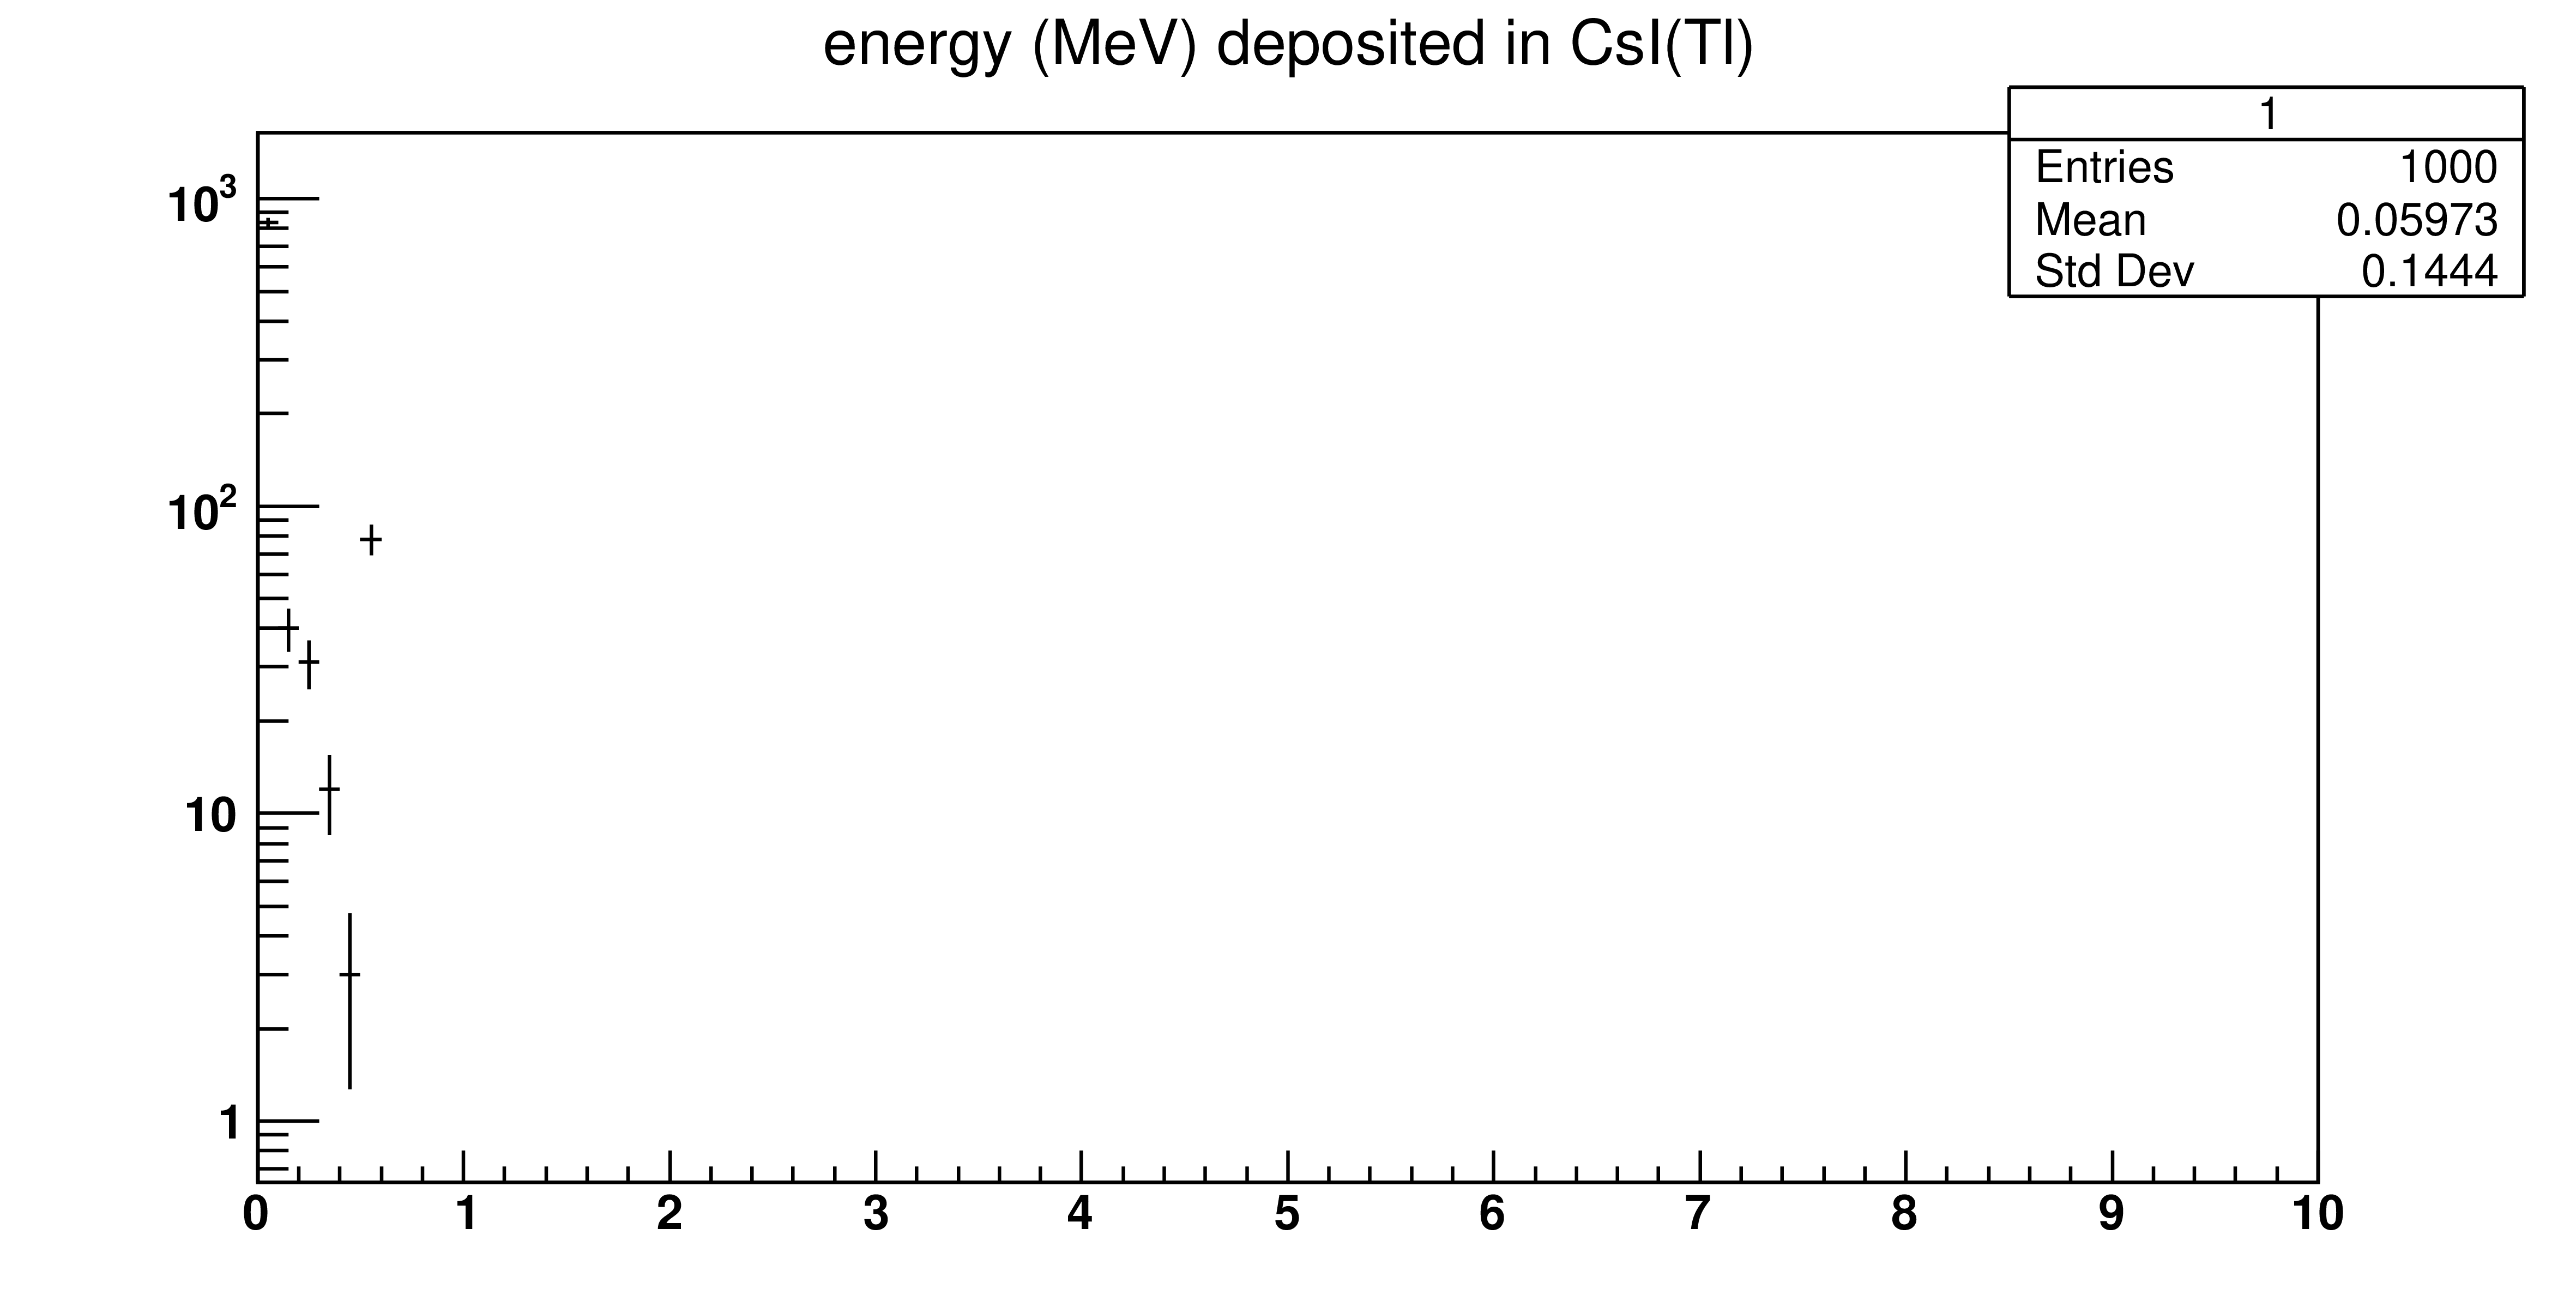 energy (MeV) deposited in CsI(Tl)
1
Entries 1000
Mean 0.05973
Std Dev 0.1444
10³
10²
10
1
0 1 2 3 4 5 6 7 8 9 10